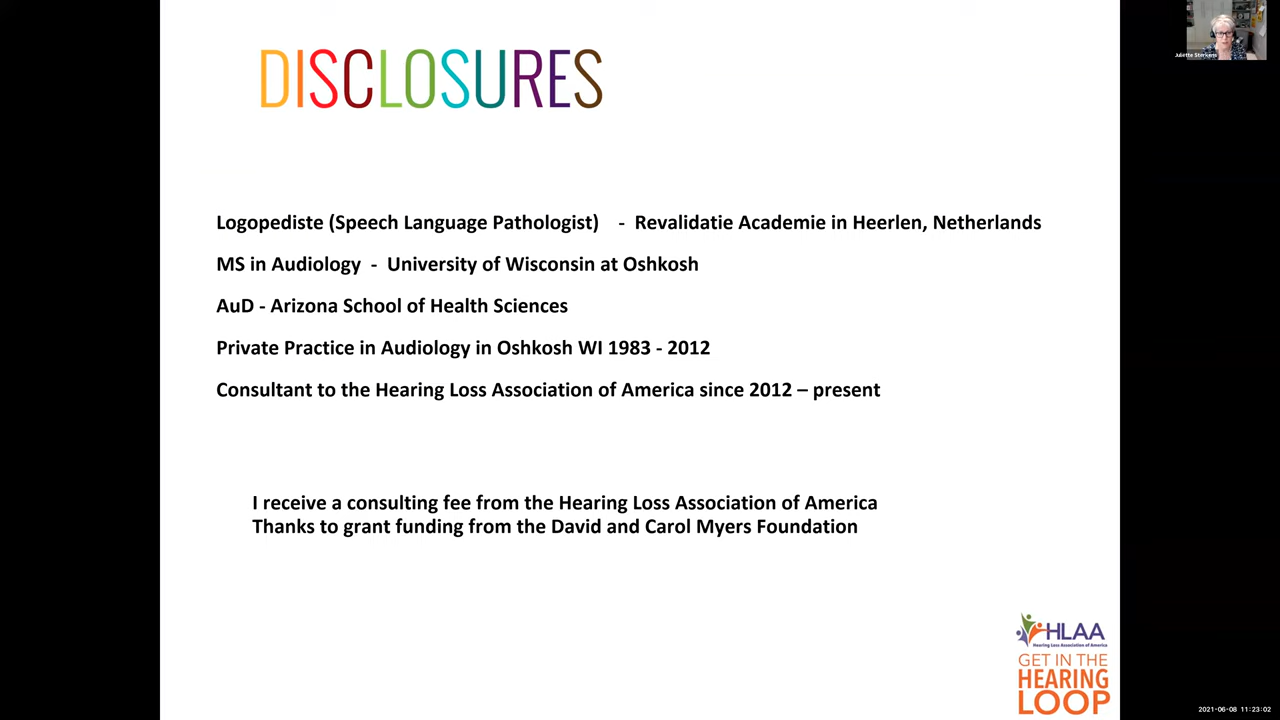 DISCLOSURES
Juliette Sterkens
Logopediste (Speech Language Pathologist) - Revalidatie Academie in Heerlen, Netherlands
MS in Audiology - University of Wisconsin at Oshkosh
AuD - Arizona School of Health Sciences
Private Practice in Audiology in Oshkosh WI 1983 - 2012
Consultant to the Hearing Loss Association of America since 2012 – present
I receive a consulting fee from the Hearing Loss Association of America
Thanks to grant funding from the David and Carol Myers Foundation
HLAA
Hearing Loss Association of America
GET IN THE
HEARING
LOOP
2021-06-08 11:23:02